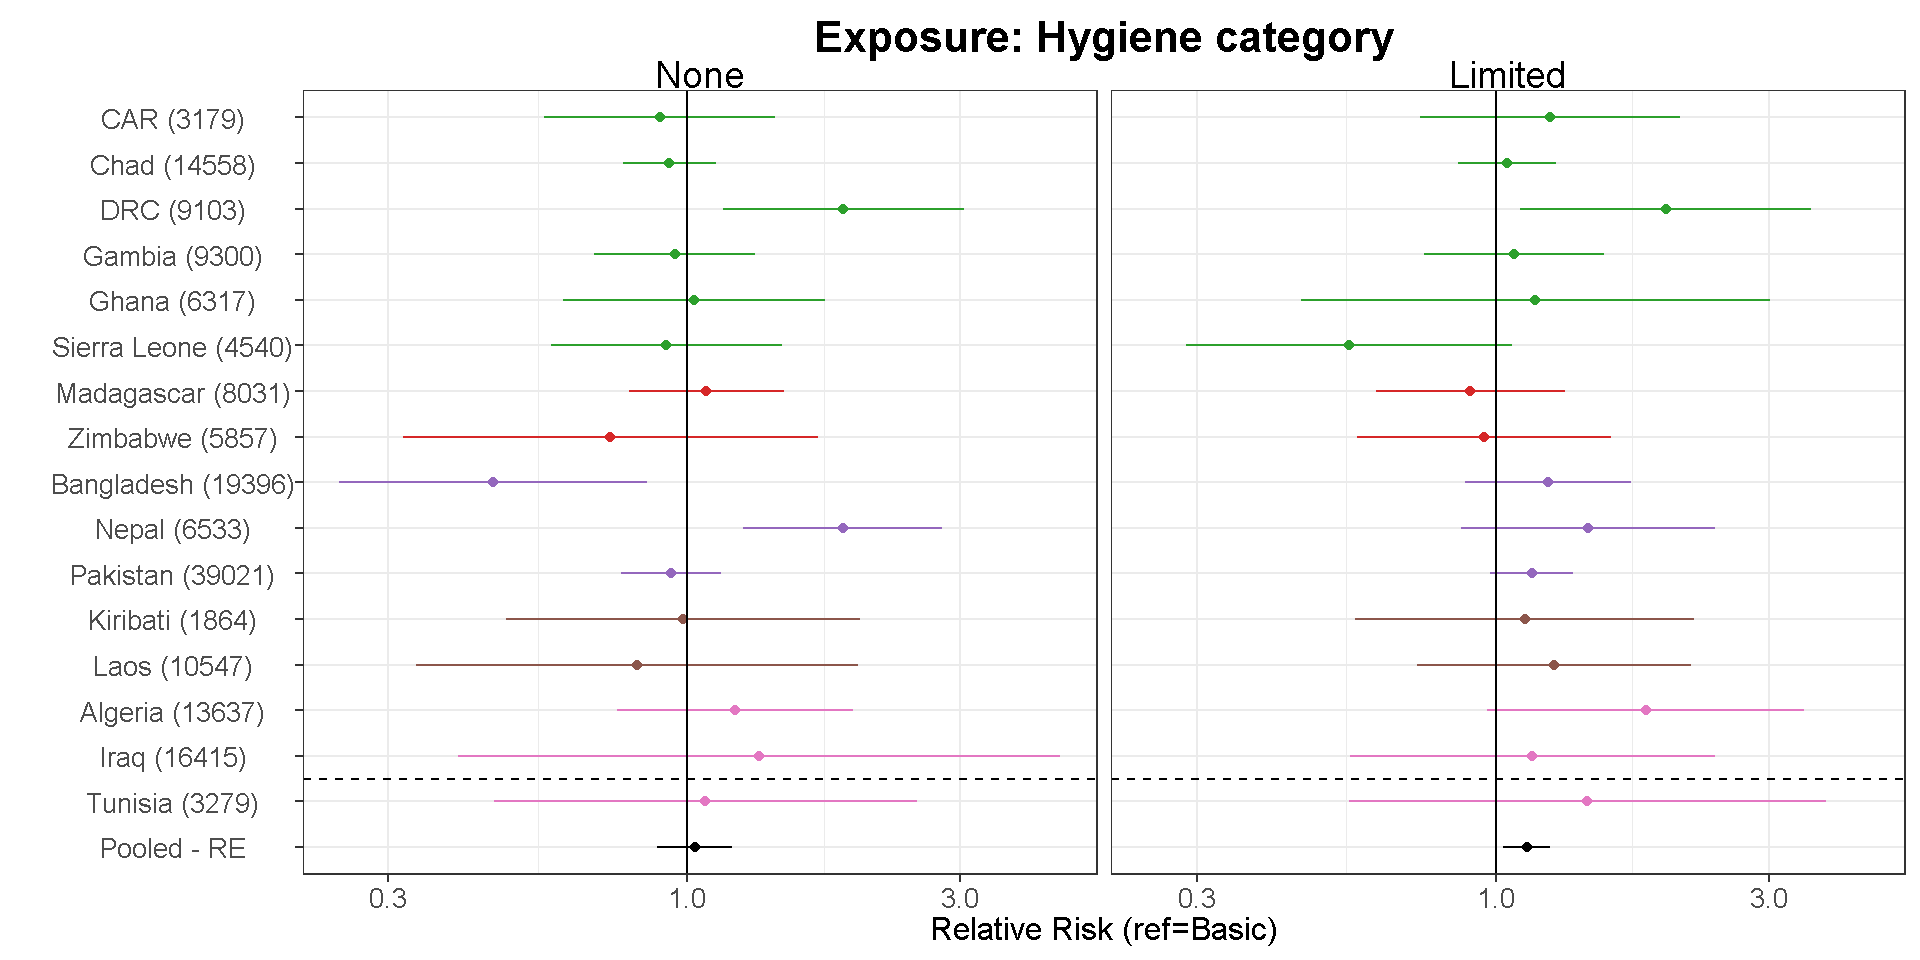 Exposure: Hygiene category
None
Limited
CAR (3179)
Chad (14558)
DRC (9103)
Gambia (9300)
Ghana (6317)
Sierra Leone (4540)
Madagascar (8031)
Zimbabwe (5857)
Bangladesh (19396)
Nepal (6533)
Pakistan (39021)
Kiribati (1864)
Laos (10547)
Algeria (13637)
Iraq (16415)
Tunisia (3279)
Pooled - RE
0.3 1.0 3.0
0.3 1.0 3.0
Relative Risk (ref=Basic)